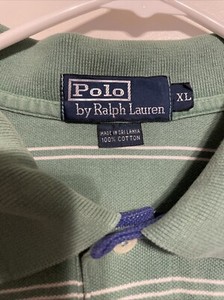 Polo
by Ralph Lauren
XL
MADE IN SRI LANKA
100% COTTON